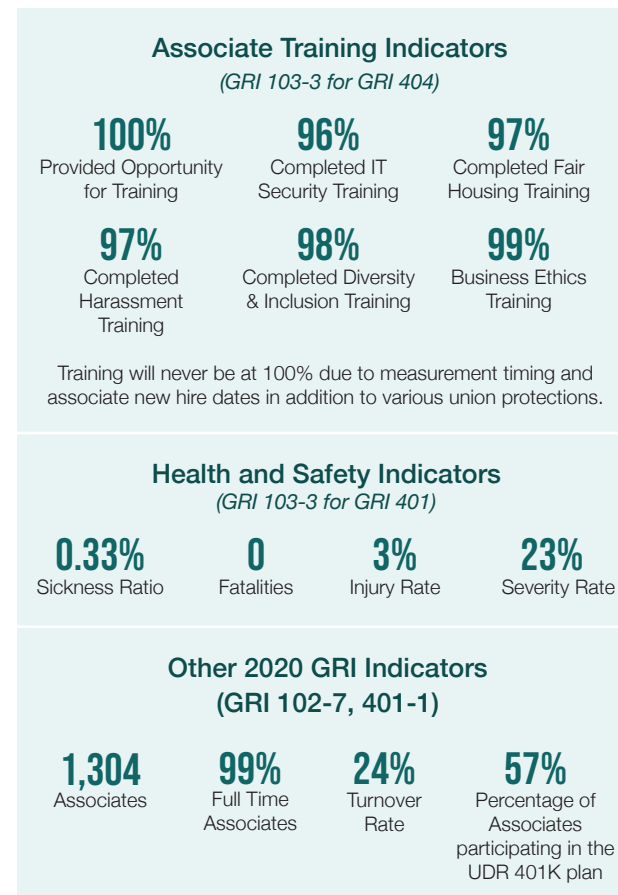 Associate Training Indicators
(GRI 103-3 for GRI 404)
100%
Provided Opportunity
for Training
96%
Completed IT
Security Training
97%
Completed Fair
Housing Training
97%
Completed
Harassment
Training
98%
Completed Diversity
& Inclusion Training
99%
Business Ethics
Training
Training will never be at 100% due to measurement timing and
associate new hire dates in addition to various union protections.
Health and Safety Indicators
(GRI 103-3 for GRI 401)
0.33%
Sickness Ratio
0
Fatalities
3%
Injury Rate
23%
Severity Rate
Other 2020 GRI Indicators
(GRI 102-7, 401-1)
1,304
Associates
99%
Full Time
Associates
24%
Turnover
Rate
57%
Percentage of
Associates
participating in the
UDR 401K plan